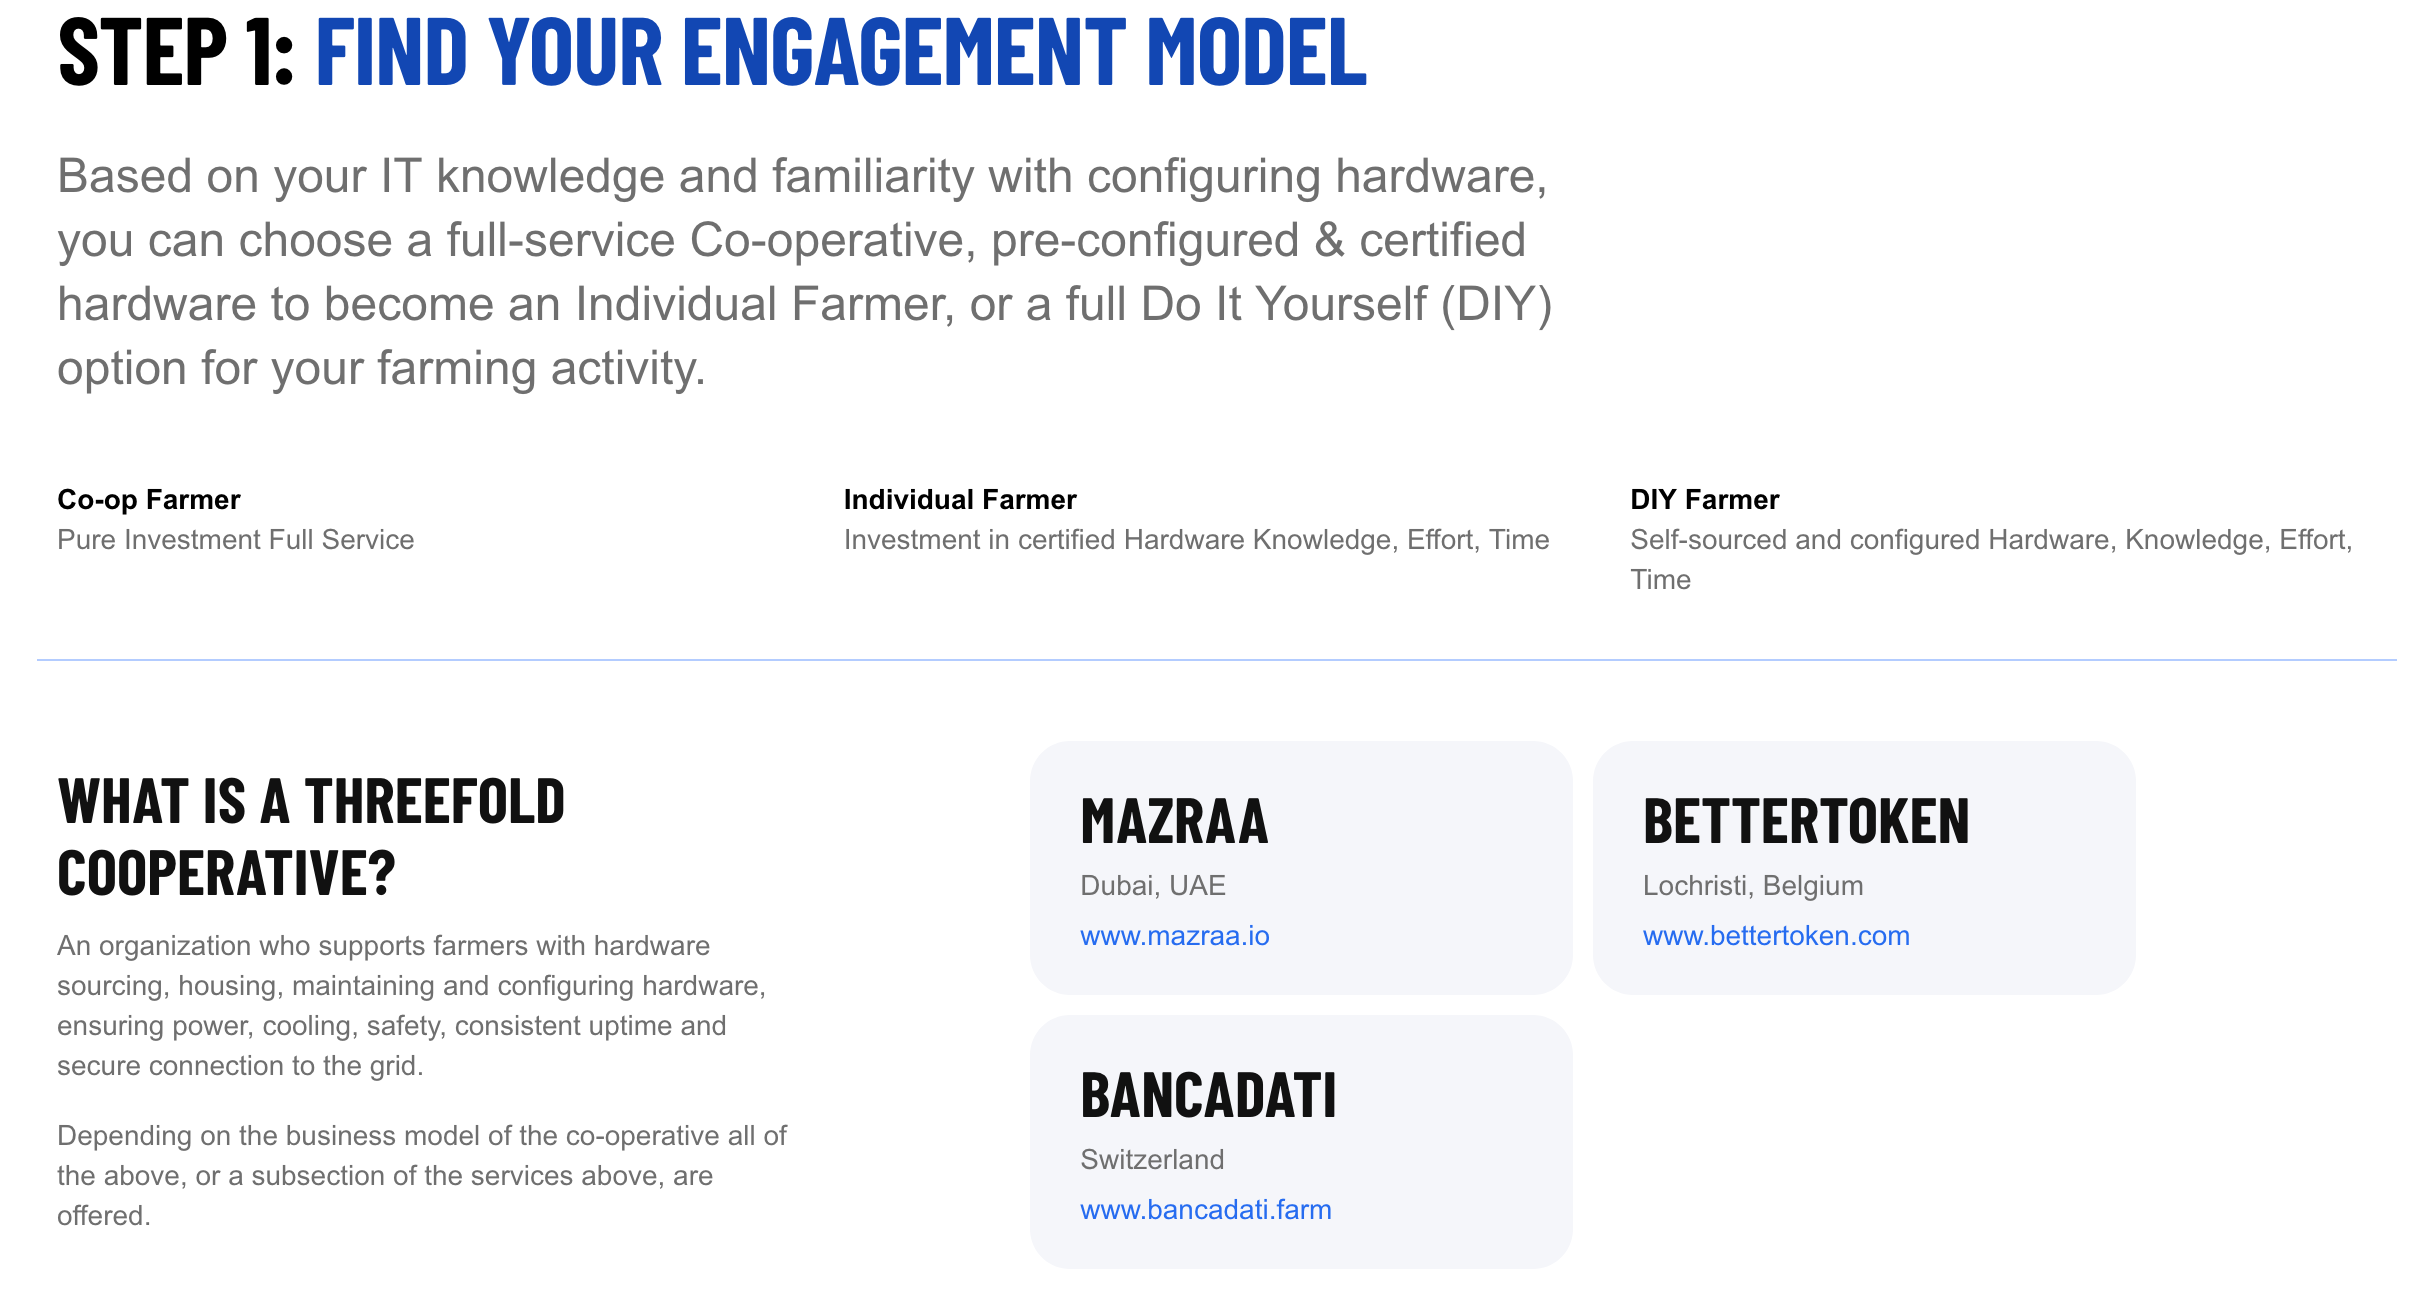 STEP 1: FIND YOUR ENGAGEMENT MODEL
Based on your IT knowledge and familiarity with configuring hardware,
you can choose a full-service Co-operative, pre-configured & certified
hardware to become an Individual Farmer, or a full Do It Yourself (DIY)
option for your farming activity.
Co-op Farmer
Pure Investment Full Service
Individual Farmer
Investment in certified Hardware Knowledge, Effort, Time
DIY Farmer
Self-sourced and configured Hardware, Knowledge, Effort,
Time
WHAT IS A THREEFOLD
COOPERATIVE?
An organization who supports farmers with hardware
sourcing, housing, maintaining and configuring hardware,
ensuring power, cooling, safety, consistent uptime and
secure connection to the grid.
Depending on the business model of the co-operative all of
the above, or a subsection of the services above, are
offered.
MAZRAA
Dubai, UAE
www.mazraa.io
BETTERTOKEN
Lochristi, Belgium
www.bettertoken.com
BANCADATI
Switzerland
www.bancadati.farm